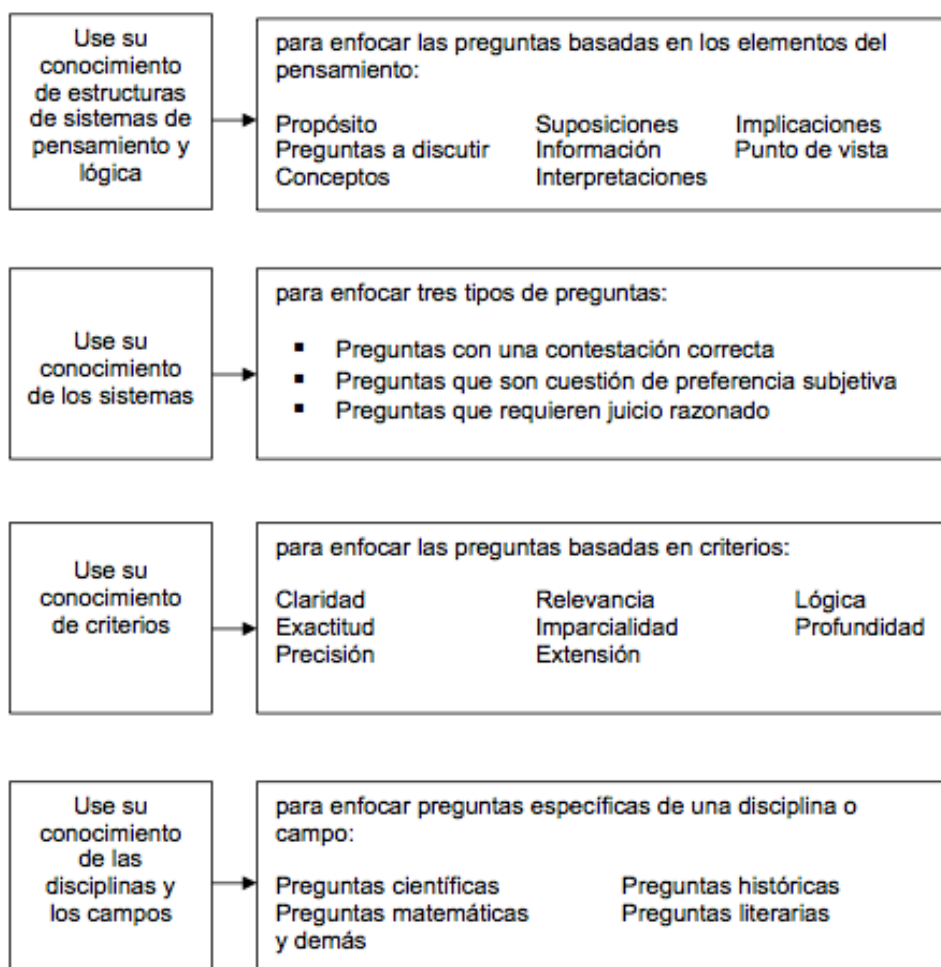 Use su
conocimiento
de estructuras
de sistemas de
pensamiento y
lógica
para enfocar las preguntas basadas en los elementos del
pensamiento:
Propósito Suposiciones Implicaciones
Preguntas a discutir Información Punto de vista
Conceptos Interpretaciones
Use su
conocimiento
de los sistemas
para enfocar tres tipos de preguntas:
▪ Preguntas con una contestación correcta
▪ Preguntas que son cuestión de preferencia subjetiva
▪ Preguntas que requieren juicio razonado
Use su
conocimiento
de criterios
para enfocar las preguntas basadas en criterios:
Claridad Relevancia Lógica
Exactitud Imparcialidad Profundidad
Precisión Extensión
Use su
conocimiento
de las
disciplinas y
los campos
para enfocar preguntas específicas de una disciplina o
campo:
Preguntas científicas Preguntas históricas
Preguntas matemáticas Preguntas literarias
y demás